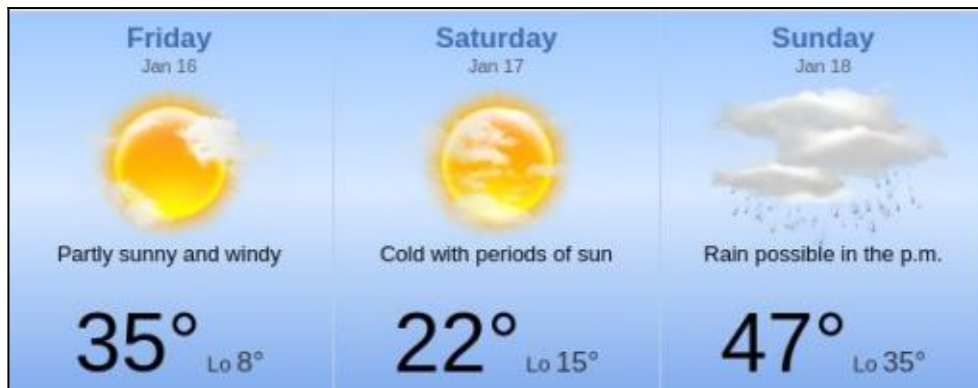 Friday
Jan 16
Partly sunny and windy
35° Lo 8°
Saturday
Jan 17
Cold with periods of sun
22° Lo 15°
Sunday
Jan 18
Rain possible in the p.m.
47° Lo 35°